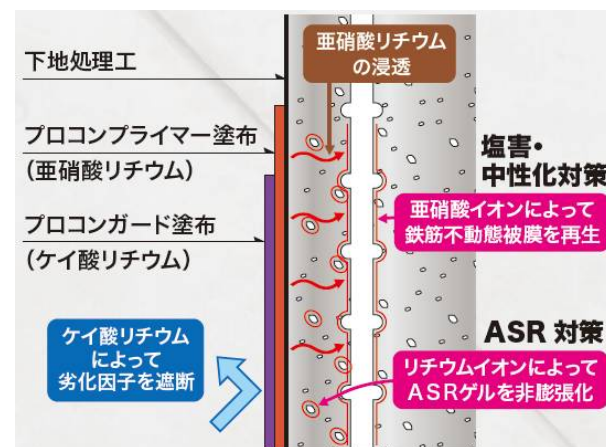 下地処理工
プロコンプライマー塗布
(亜硝酸リチウム)
プロコンガード塗布
(ケイ酸リチウム)
ケイ酸リチウム
によって
劣化因子を遮断
亜硝酸リチウム
の浸透
塩害・
中性化対策
亜硝酸イオンによって
鉄筋不動態被膜を再生
ASR 対策
リチウムイオンによって
ASRゲルを非膨張化